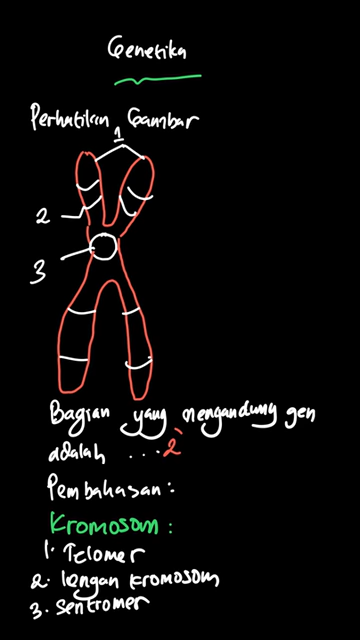 Genetika
Perhatikan Gambar
1
2
3
Bagian yang mengandung gen
adalah ....2
Pembahasan:
Kromosom:
1. Telomer
2. lengan kromosom
3. Sentromer